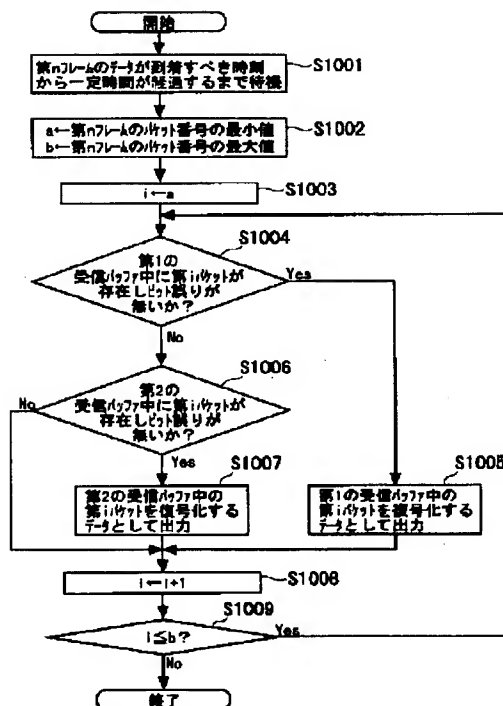 開始
第nフレームのデータが到着すべき時刻
から一定時間が経過するまで待機
S1001
a←第nフレームのパケット番号の最小値
b←第nフレームのパケット番号の最大値
S1002
i←a
S1003
S1004
第1の
受信バッファ中に第iパケットが
存在しビット誤りが
無いか?
Yes
No
S1006
第2の
受信バッファ中に第iパケットが
存在しビット誤りが
無いか?
No
Yes
S1007
第2の受信バッファ中の
第iパケットを復号化する
データとして出力
S1005
第1の受信バッファ中の
第iパケットを復号化する
データとして出力
i←i+1
S1008
S1009
i≦b?
Yes
No
終了